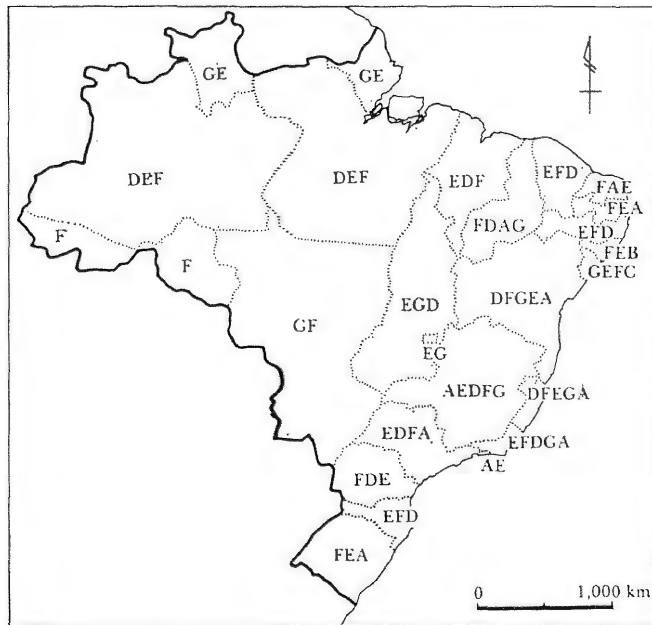 GE
GE
DEF
DEF
EDF
EFD
FAE
FEA
FDAG
EFD
FEB
GEFC
F
F
GF
EGD
DFGEA
EG
AEDFG
DFEGA
EDFA
EFDGA
AE
FDE
EFD
FEA
0 1,000 km